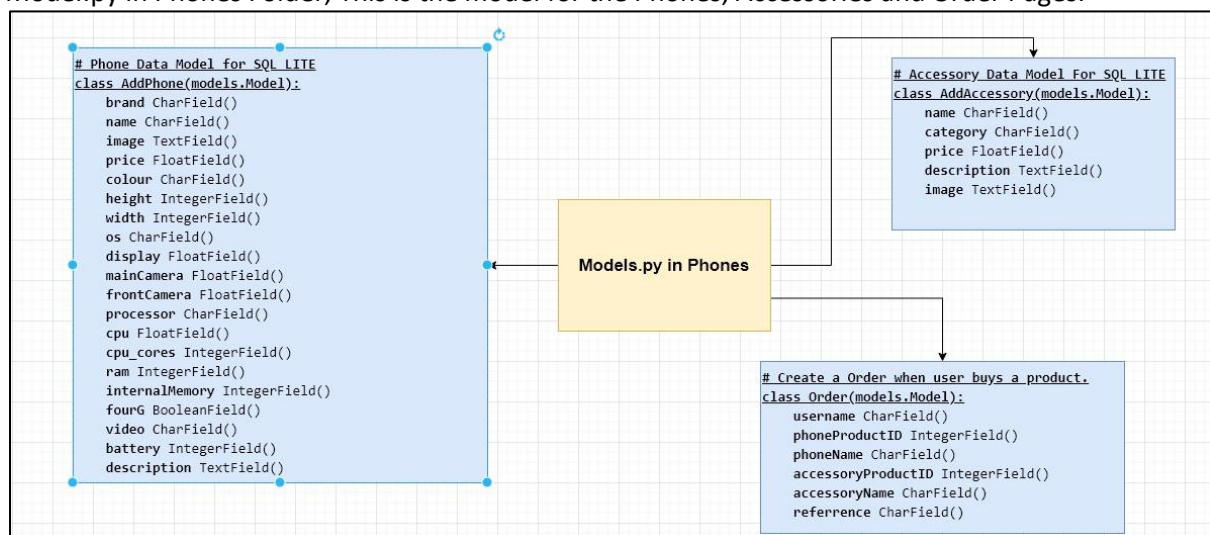 Model.py in Phones Folder, This is the model for the Phones, Accessories and Order Pages.
# Phone Data Model for SQL LITE
class AddPhone(models.Model):
brand CharField()
name CharField()
image TextField()
price FloatField()
colour CharField()
height IntegerField()
width IntegerField()
os CharField()
display FloatField()
mainCamera FloatField()
frontCamera FloatField()
processor CharField()
cpu FloatField()
cpu_cores IntegerField()
ram IntegerField()
internalMemory IntegerField()
fourG BooleanField()
video CharField()
battery IntegerField()
description TextField()
Models.py in Phones
# Accessory Data Model For SQL LITE
class AddAccessory(models.Model):
name CharField()
category CharField()
price FloatField()
description TextField()
image TextField()
# Create a Order when user buys a product.
class Order(models.Model):
username CharField()
phoneProductID IntegerField()
phoneName CharField()
accessoryProductID IntegerField()
accessoryName CharField()
referrence CharField()